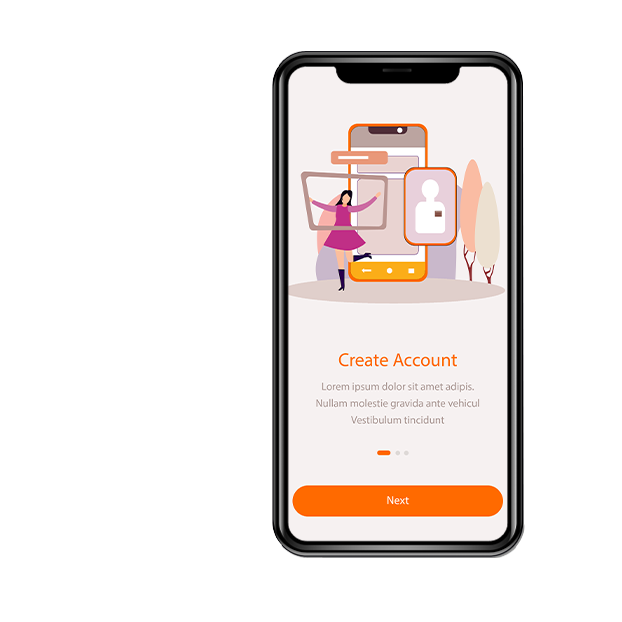 Create Account
Lorem ipsum dolor sit amet adipis.
Nullam molestie gravida ante vehicul
Vestibulum tincidunt
Next